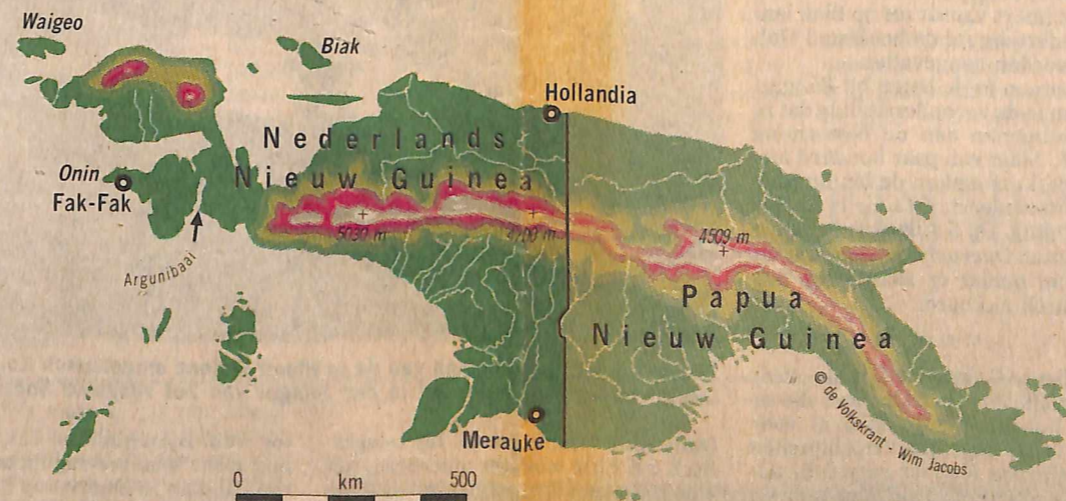 Waigeo
Biak
Hollandia
Nederlands
Nieuw Guinea
Onin
Fak-Fak
5030 m
4700 m
4509 m
Argunibaai
Papua
Nieuw Guinea
© de Volkskrant - Wim Jacobs
Merauke
0 km 500